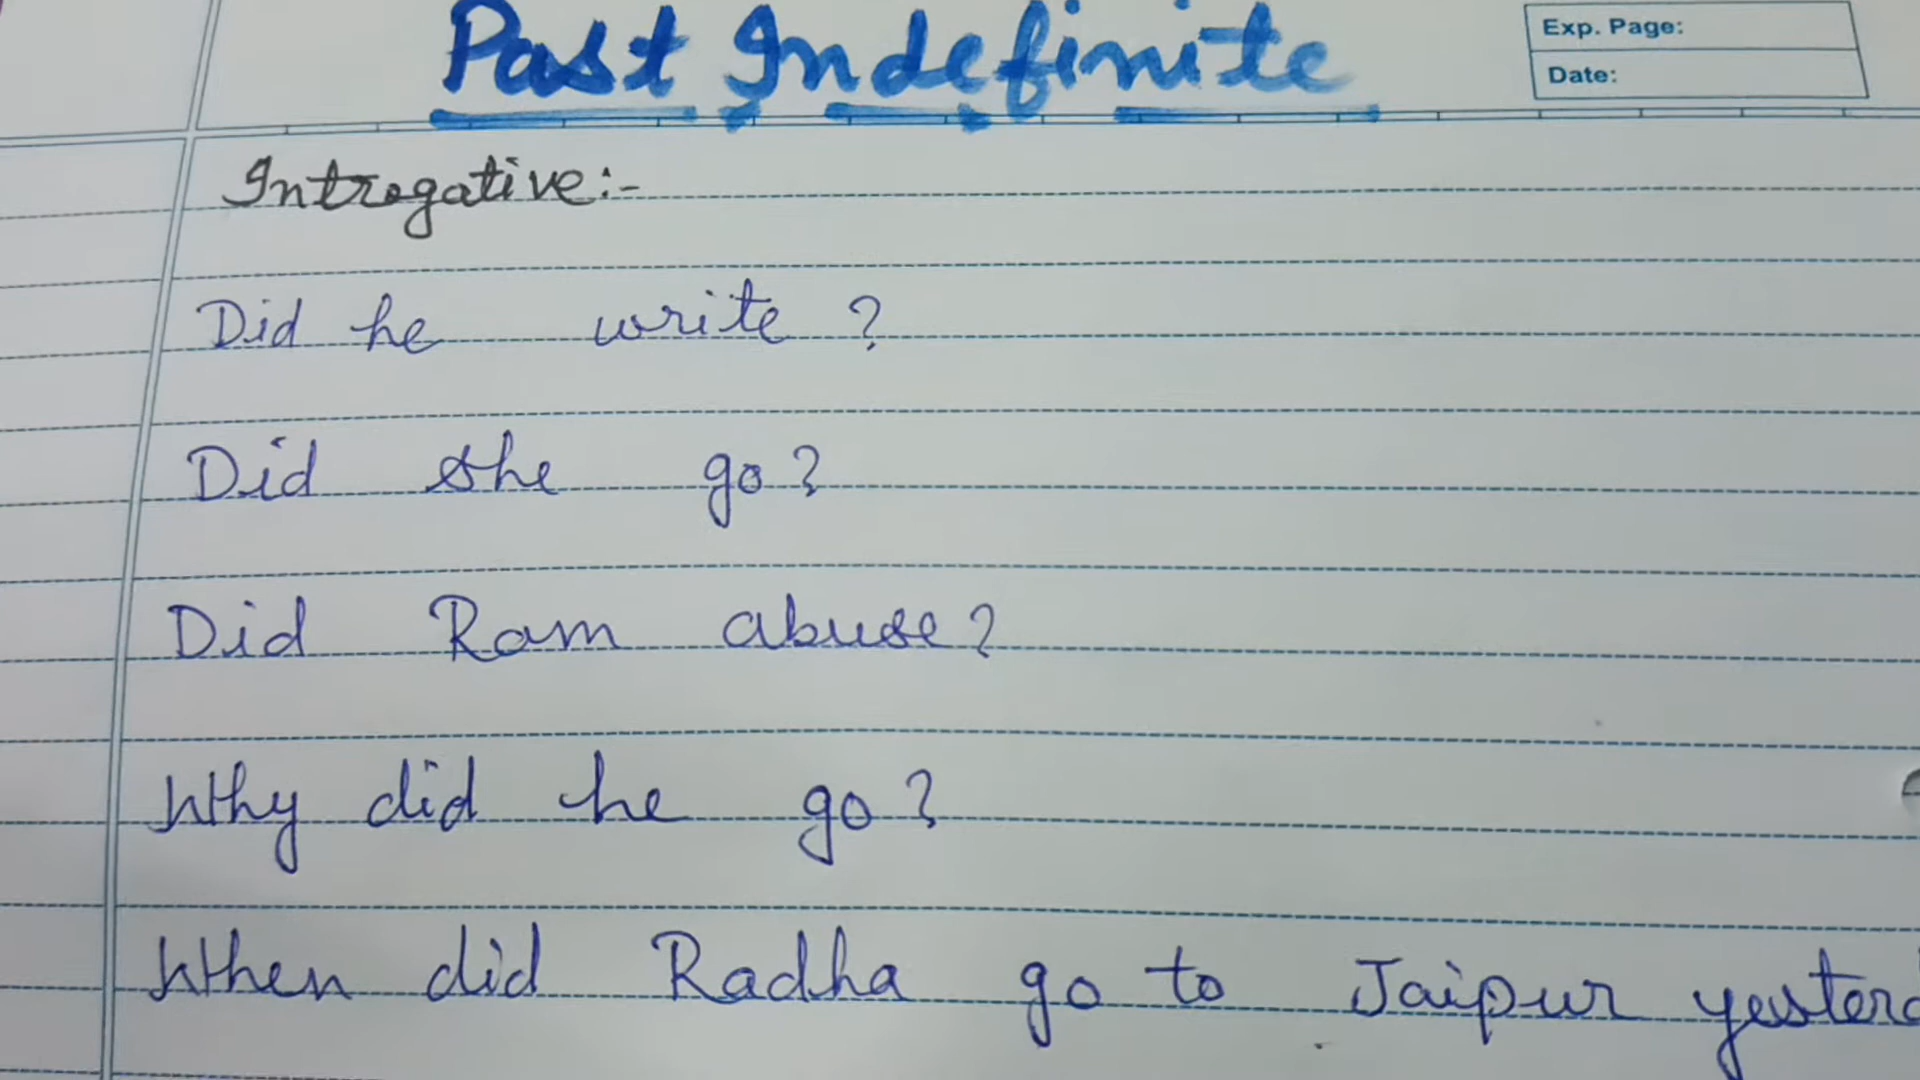 Past Indefinite
Exp. Page:
Date:
Introgative:-
Did he write ?
Did she go?
Did Ram abuse?
Why did he go?
When did Radha go to Jaipur